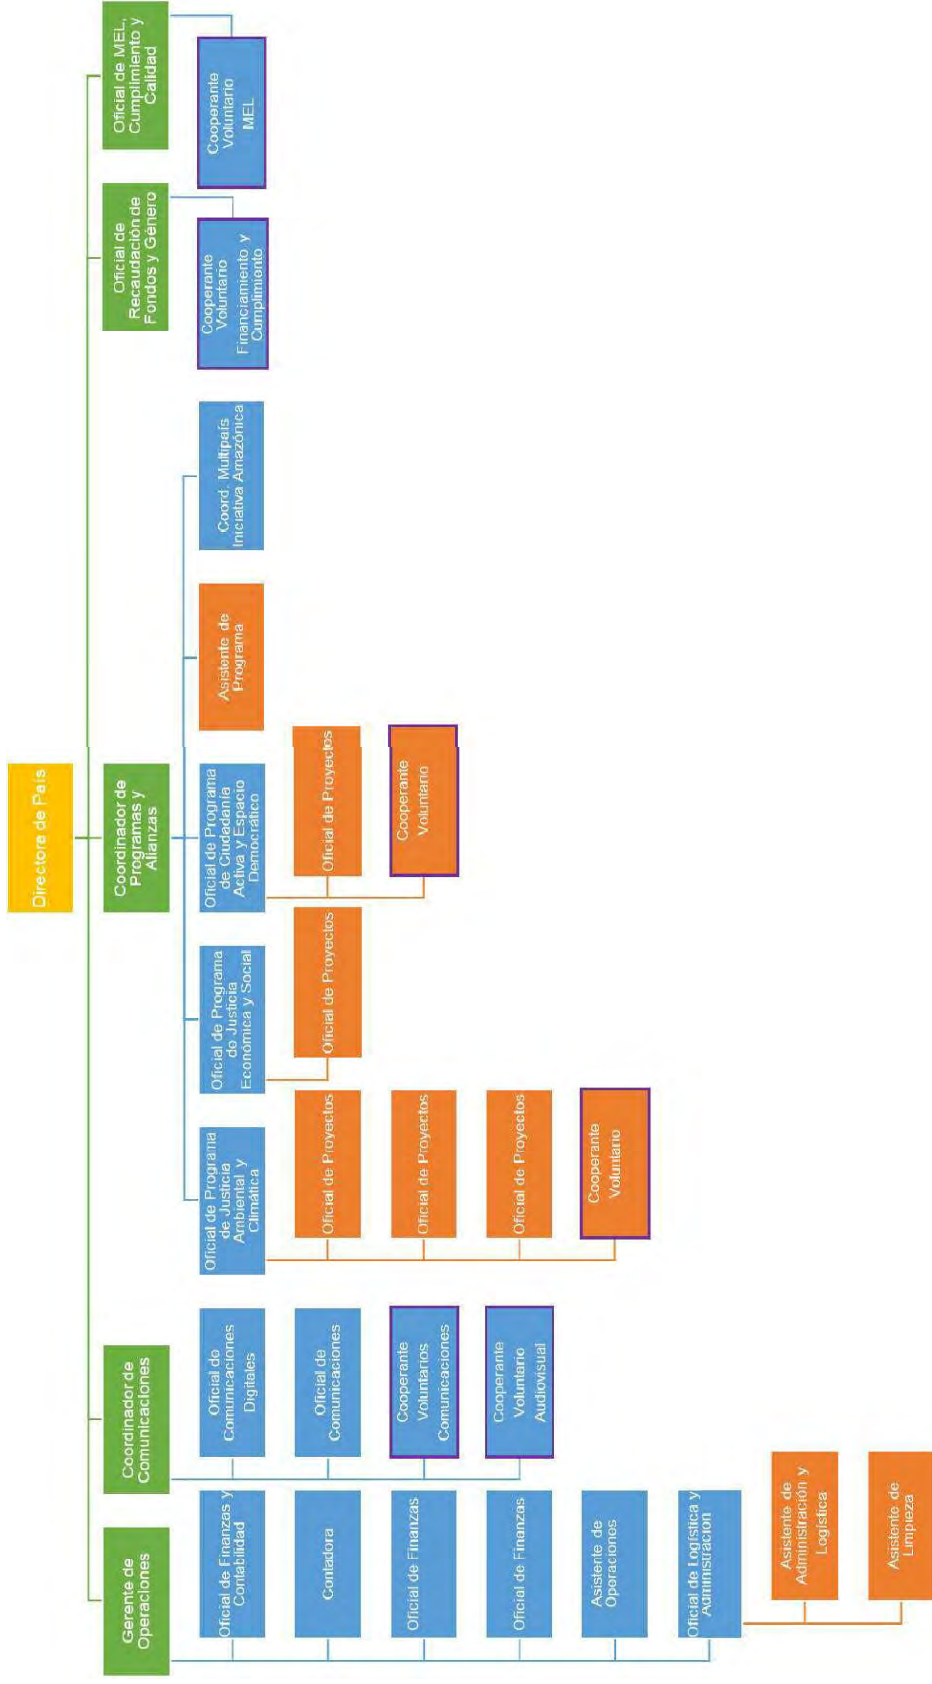 Directore de País
Gerente de
Operaciones
Coordinador de
Comunicaciones
Coordinador de
Programas y
Alianzas
Oficial de
Recaudación de
Fondos y Género
Oficial de MEL,
Cumplimiento y
Calidad
Oficial de Finanzas y
Contabilidad
Contadora
Oficial de Finanzas
Oficial de Finanzas
Asistente de
Operaciones
Oficial de Logística y
Administracion
Asistente de
Administración y
Logística
Asistente de
Limpieza
Oficial de
Comunicaciones
Digitales
Oficial de
Comunicaciones
Cooperante
Voluntarios
Comunicaciones
Cooperante
Voluntario
Audiovisual
Oficial de Programa
de Justicia
Ambiental y
Climática
Oficial de Proyectos
Oficial de Proyectos
Oficial de Proyectos
Cooperante
Voluntario
Oficial de Programa
de Justicia
Económica y Social
Oficial de Proyectos
Oficial de Programa
de Ciudadanía
Activa y Espacio
Democrático
Oficial de Proyectos
Cooperante
Voluntario
Asistente de
Programa
Coord. Multipaís
Iniciativa Amazónica
Cooperante
Voluntario
Financiamiento y
Cumplimiento
Cooperante
Voluntario
MEL